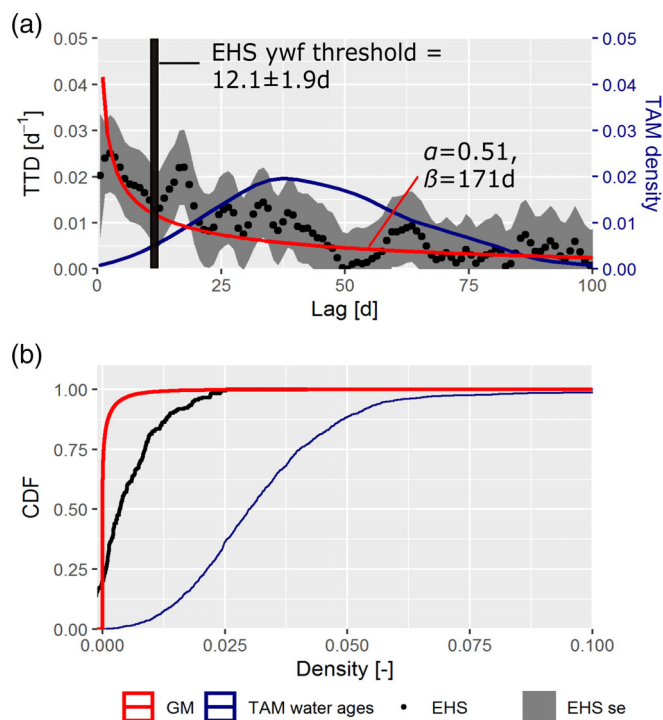 (a)
0.05
0.04
0.03
0.02
0.01
0.00
TTD [d⁻¹]
EHS ywf threshold =
12.1±1.9d
α=0.51,
ß=171d
0.05
0.04
0.03
0.02
0.01
0.00
TAM density
0
25
50
75
100
Lag [d]
(b)
1.00
0.75
0.50
0.25
0.00
CDF
0.000
0.025
0.050
0.075
0.100
Density [-]
GM
TAM water ages
EHS
EHS se